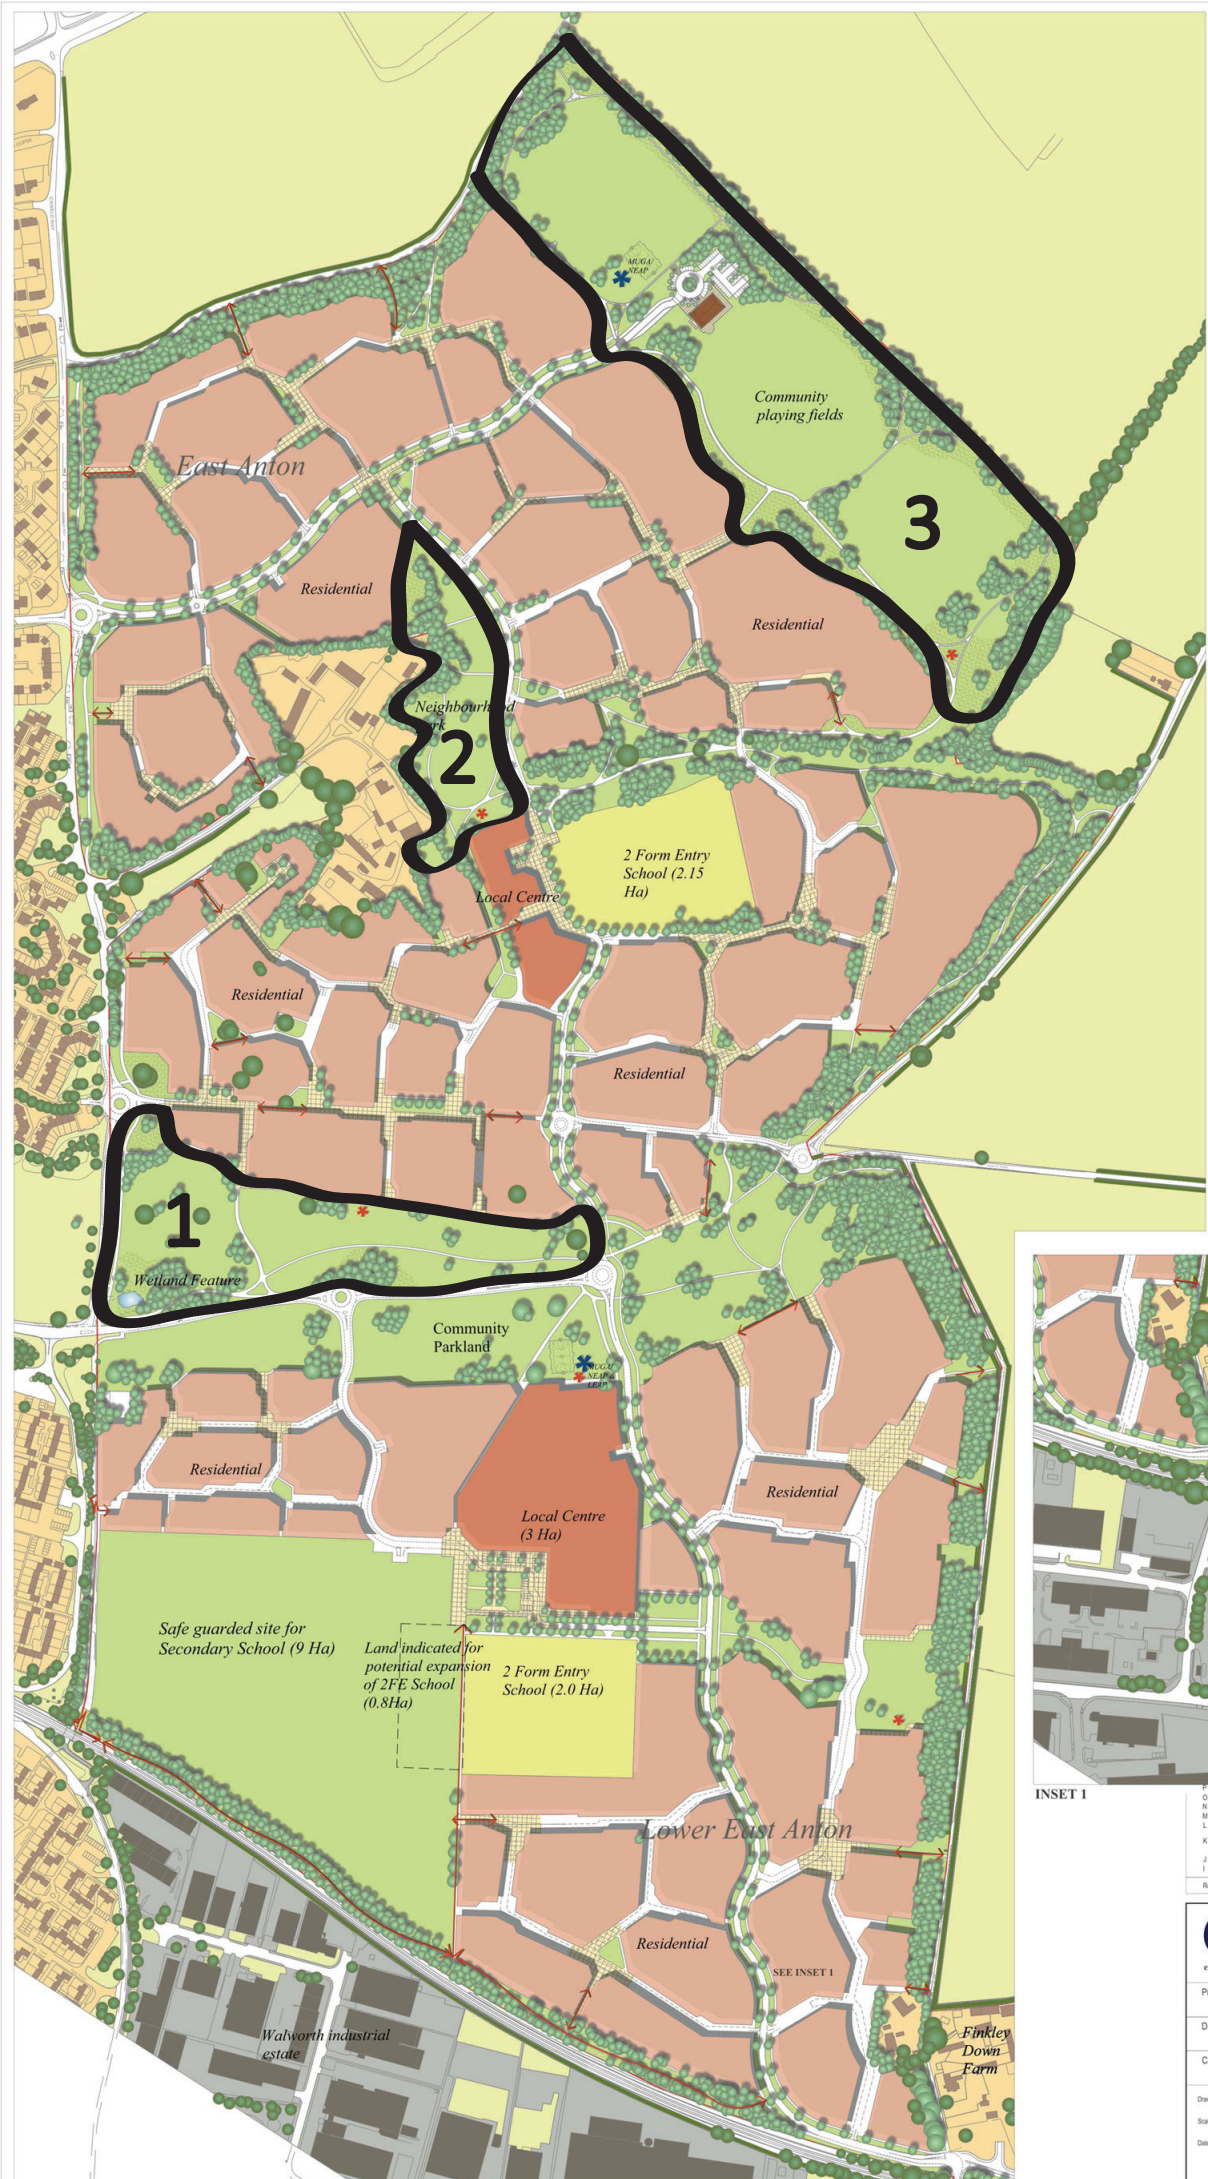 MUGA/
NEAP
Community
playing fields
East Anton
3
Residential
Residential
Neighbourh
2
2 Form Entry
School (2.15
Ha)
Local Centre
Residential
Residential
1
Wetland Feature
Community
Parkland
MUGA/
NEAP &
LEAP
Residential
Residential
Local Centre
(3 Ha)
Safe guarded site for
Secondary School (9 Ha)
Land indicated for
potential expansion
of 2FE School
(0.8Ha)
2 Form Entry
School (2.0 Ha)
INSET 1
Lower East Anton
Residential
SEE INSET 1
Walworth industrial
estate
Finkley
Down
Farm